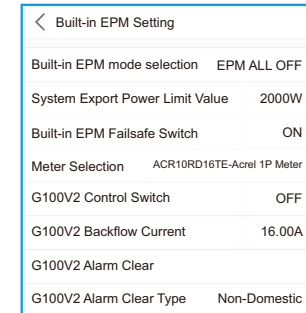 Built-in EPM Setting
Built-in EPM mode selection EPM ALL OFF
System Export Power Limit Value 2000W
Built-in EPM Failsafe Switch ON
Meter Selection ACR10RD16TE-Acrel 1P Meter
G100V2 Control Switch OFF
G100V2 Backflow Current 16.00A
G100V2 Alarm Clear
G100V2 Alarm Clear Type Non-Domestic